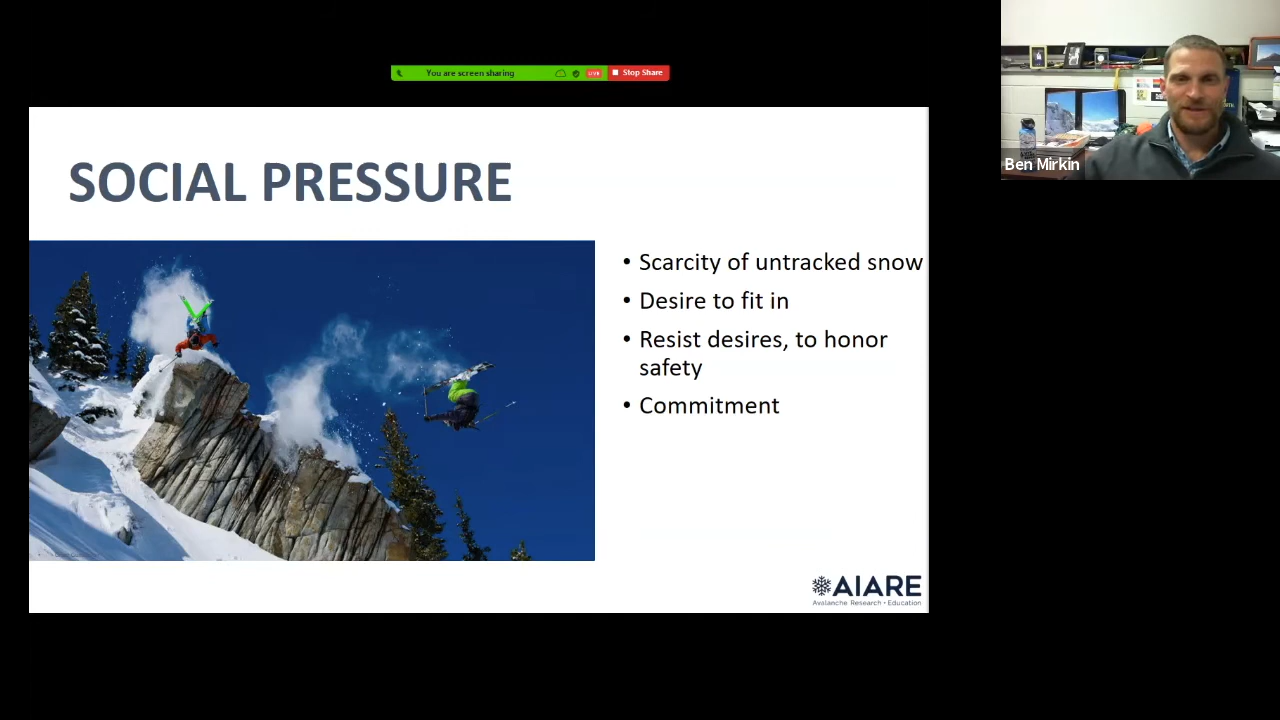 You are screen sharing
LIVE
Stop Share
Ben Mirkin
SOCIAL PRESSURE
• Scarcity of untracked snow
• Desire to fit in
• Resist desires, to honor
safety
• Commitment
AIARE
Avalanche Research • Education